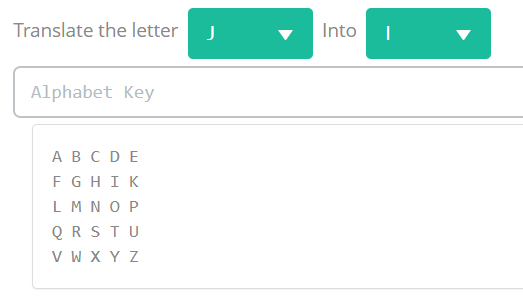 Translate the letter J Into I
Alphabet Key
A B C D E
F G H I K
L M N O P
Q R S T U
V W X Y Z